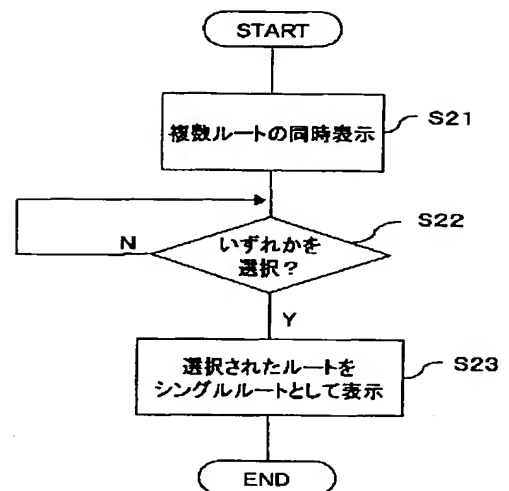 START
複数ルートの同時表示
S21
S22
いずれかを
選択？
N
Y
選択されたルートを
シングルルートとして表示
S23
END